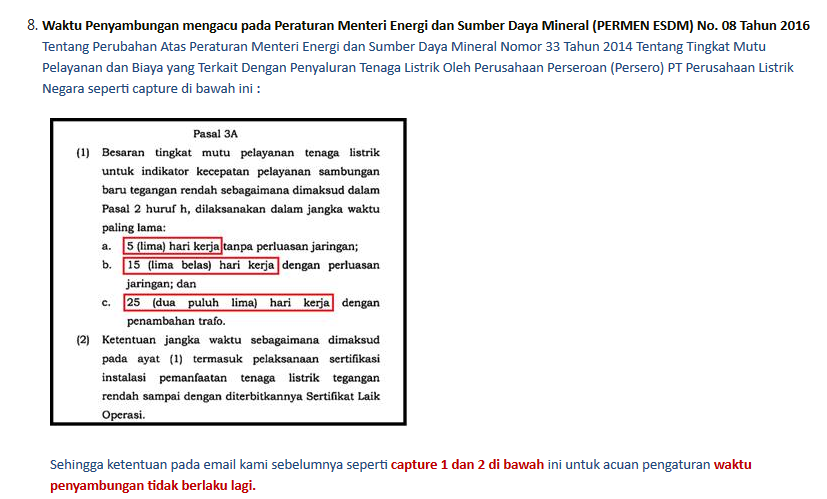 8. Waktu Penyambungan mengacu pada Peraturan Menteri Energi dan Sumber Daya Mineral (PERMEN ESDM) No. 08 Tahun 2016
Tentang Perubahan Atas Peraturan Menteri Energi dan Sumber Daya Mineral Nomor 33 Tahun 2014 Tentang Tingkat Mutu
Pelayanan dan Biaya yang Terkait Dengan Penyaluran Tenaga Listrik Oleh Perusahaan Perseroan (Persero) PT Perusahaan Listrik
Negara seperti capture di bawah ini :
Pasal 3A
(1) Besaran tingkat mutu pelayanan tenaga listrik
untuk indikator kecepatan pelayanan sambungan
baru tegangan rendah sebagaimana dimaksud dalam
Pasal 2 huruf h, dilaksanakan dalam jangka waktu
paling lama:
a. 5 (lima) hari kerja tanpa perluasan jaringan;
b. 15 (lima belas) hari kerja dengan perluasan
jaringan; dan
c. 25 (dua puluh lima) hari kerja dengan
penambahan trafo.
(2) Ketentuan jangka waktu sebagaimana dimaksud
pada ayat (1) termasuk pelaksanaan sertifikasi
instalasi pemanfaatan tenaga listrik tegangan
rendah sampai dengan diterbitkannya Sertifikat Laik
Operasi.
Sehingga ketentuan pada email kami sebelumnya seperti capture 1 dan 2 di bawah ini untuk acuan pengaturan waktu
penyambungan tidak berlaku lagi.